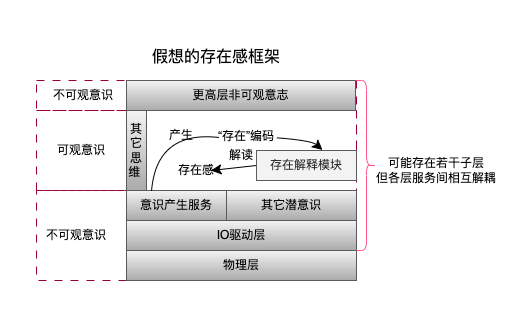 假想的存在感框架
不可观意识
更高层非可观意志
可观意识
其它思维
产生
“存在”编码
解读
存在感
存在解释模块
可能存在若干子层
但各层服务间相互解耦
不可观意识
意识产生服务
其它潜意识
IO驱动层
物理层